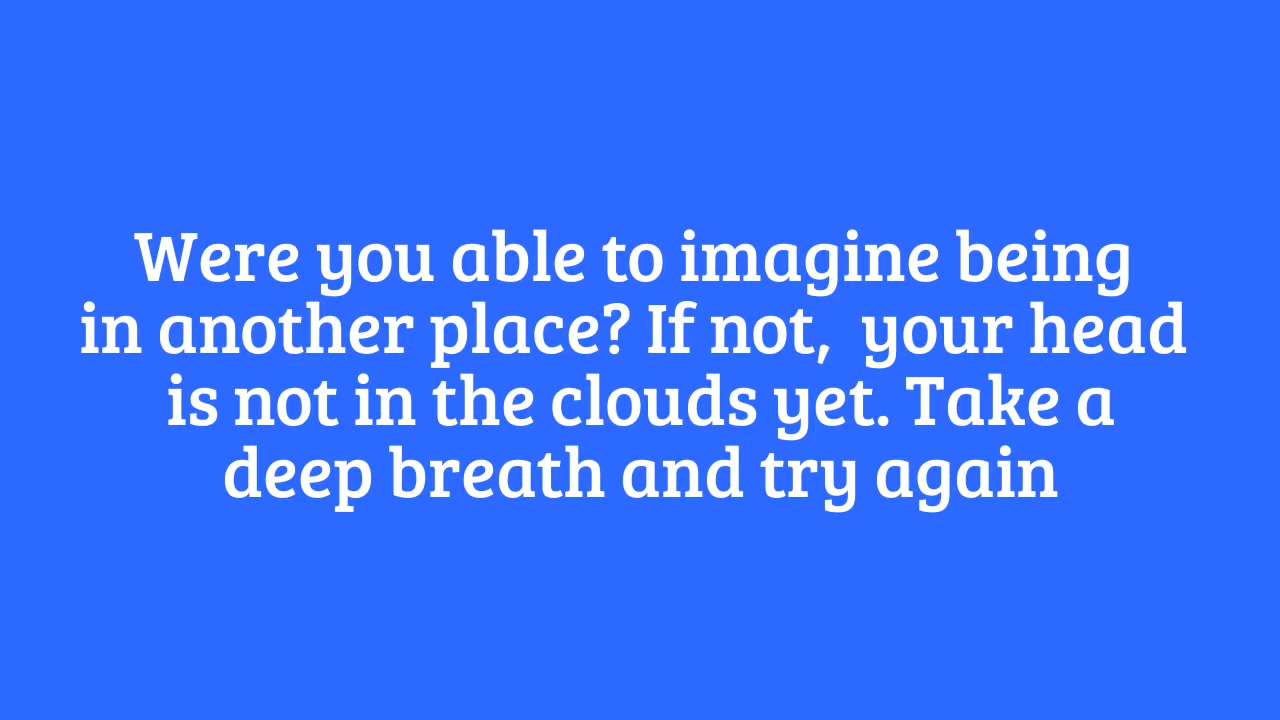 Were you able to imagine being
in another place? If not,  your head
is not in the clouds yet. Take a
deep breath and try again